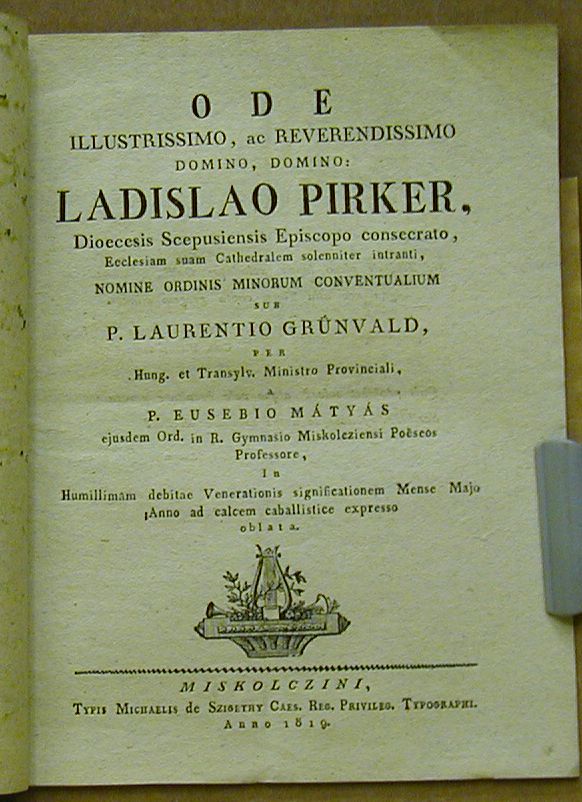 ODE
ILLUSTRISSIMO, ac REVERENDISSIMO
DOMINO, DOMINO:
LADISLAO PIRKER,
Dioecesis Scepusiensis Episcopo consecrato,
Ecclesiam suam Cathedralem solenniter intranti,
NOMINE ORDINIS MINORUM CONVENTUALIUM
SUB
P. LAURENTIO GRŰNVALD,
PER
Hung. et Transylv. Ministro Provinciali,
A
P. EUSEBIO MÁTYÁS
ejusdem Ord. in R. Gymnasio Miskolcziensi Poëseos
Professore,
In
Humillimam debitae Venerationis significationem Mense Majo
Anno ad calcem caballistice expresso
oblata.
MISKOLCZINI,
TYPIS MICHAELIS de SZIGETHY CAES. REG. PRIVILEG. TYPOGRAPHI.
Anno 1819.